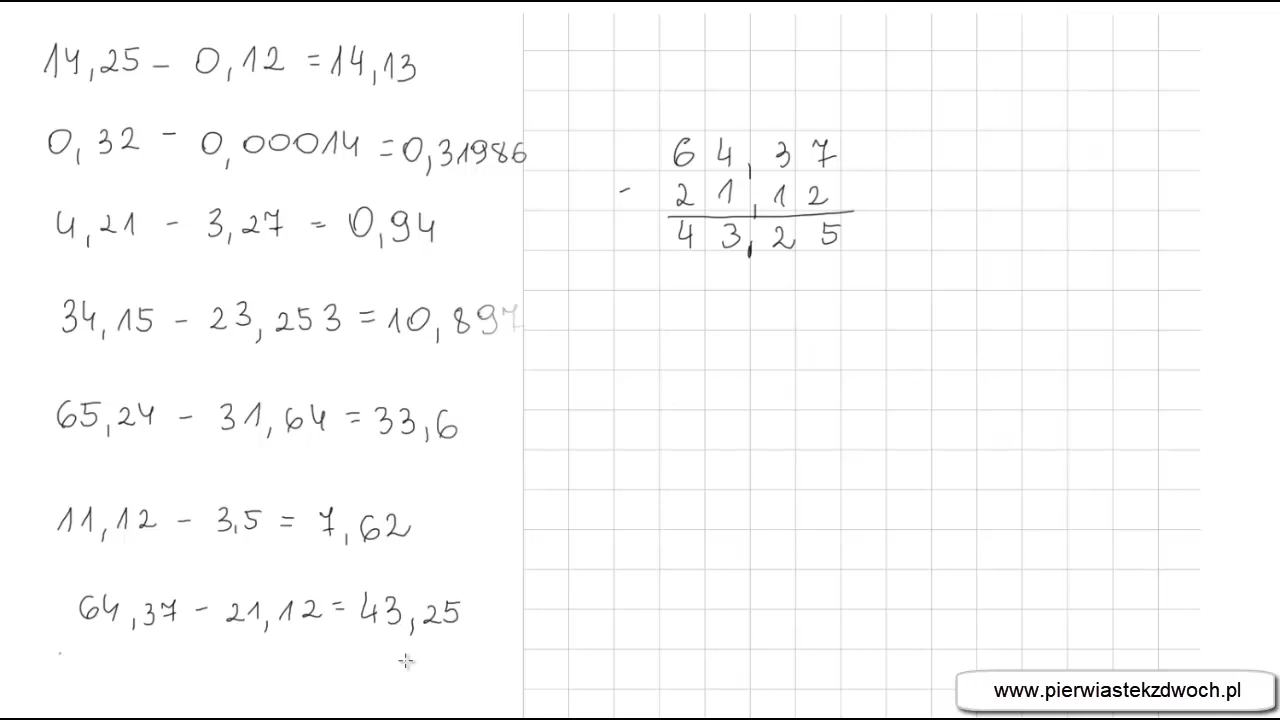 14,25 - 0,12 = 14,13
0,32 - 0,00014 = 0,31986
4,21 - 3,27 = 0,94
34,15 - 23,253 = 10,897
65,24 - 31,64 = 33,6
11,12 - 3,5 = 7,62
64,37 - 21,12 = 43,25
64,37
- 21,12
43,25
www.pierwiastekzdwoch.pl